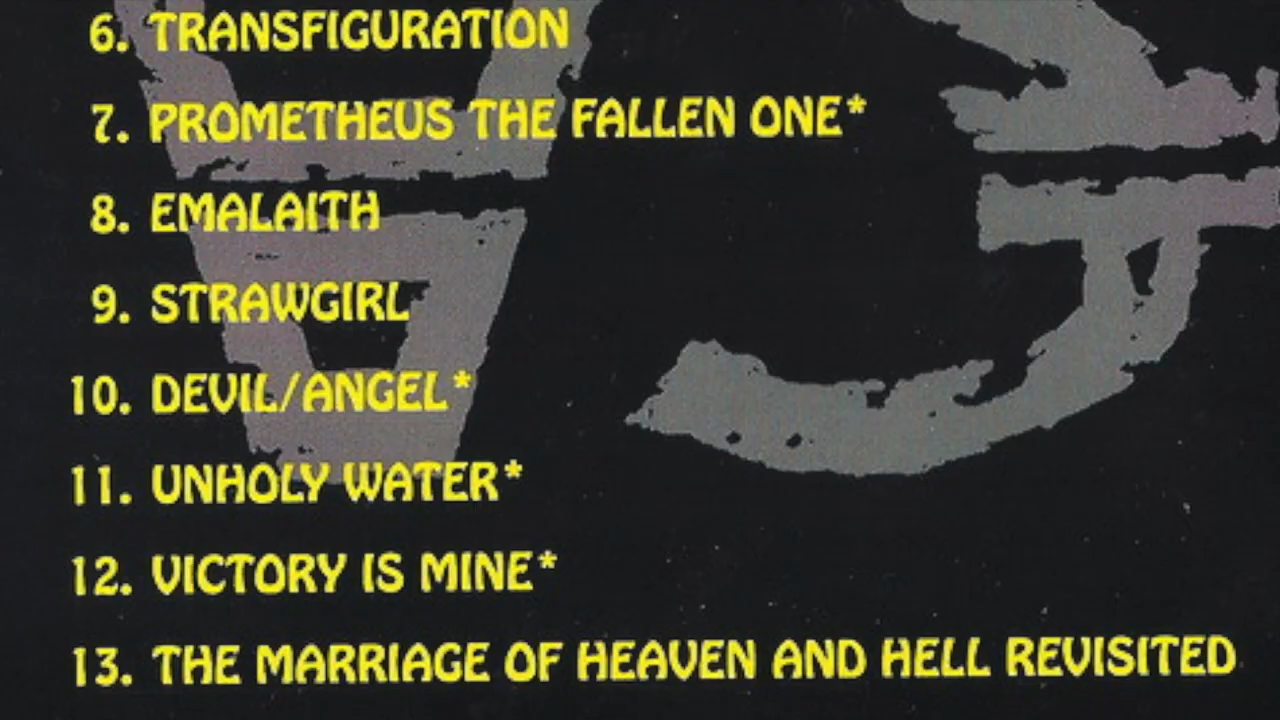 6. TRANSFIGURATION
7. PROMETHEUS THE FALLEN ONE*
8. EMALAITH
9. STRAWGIRL
10. DEVIL/ANGEL*
11. UNHOLY WATER*
12. VICTORY IS MINE*
13. THE MARRIAGE OF HEAVEN AND HELL REVISITED